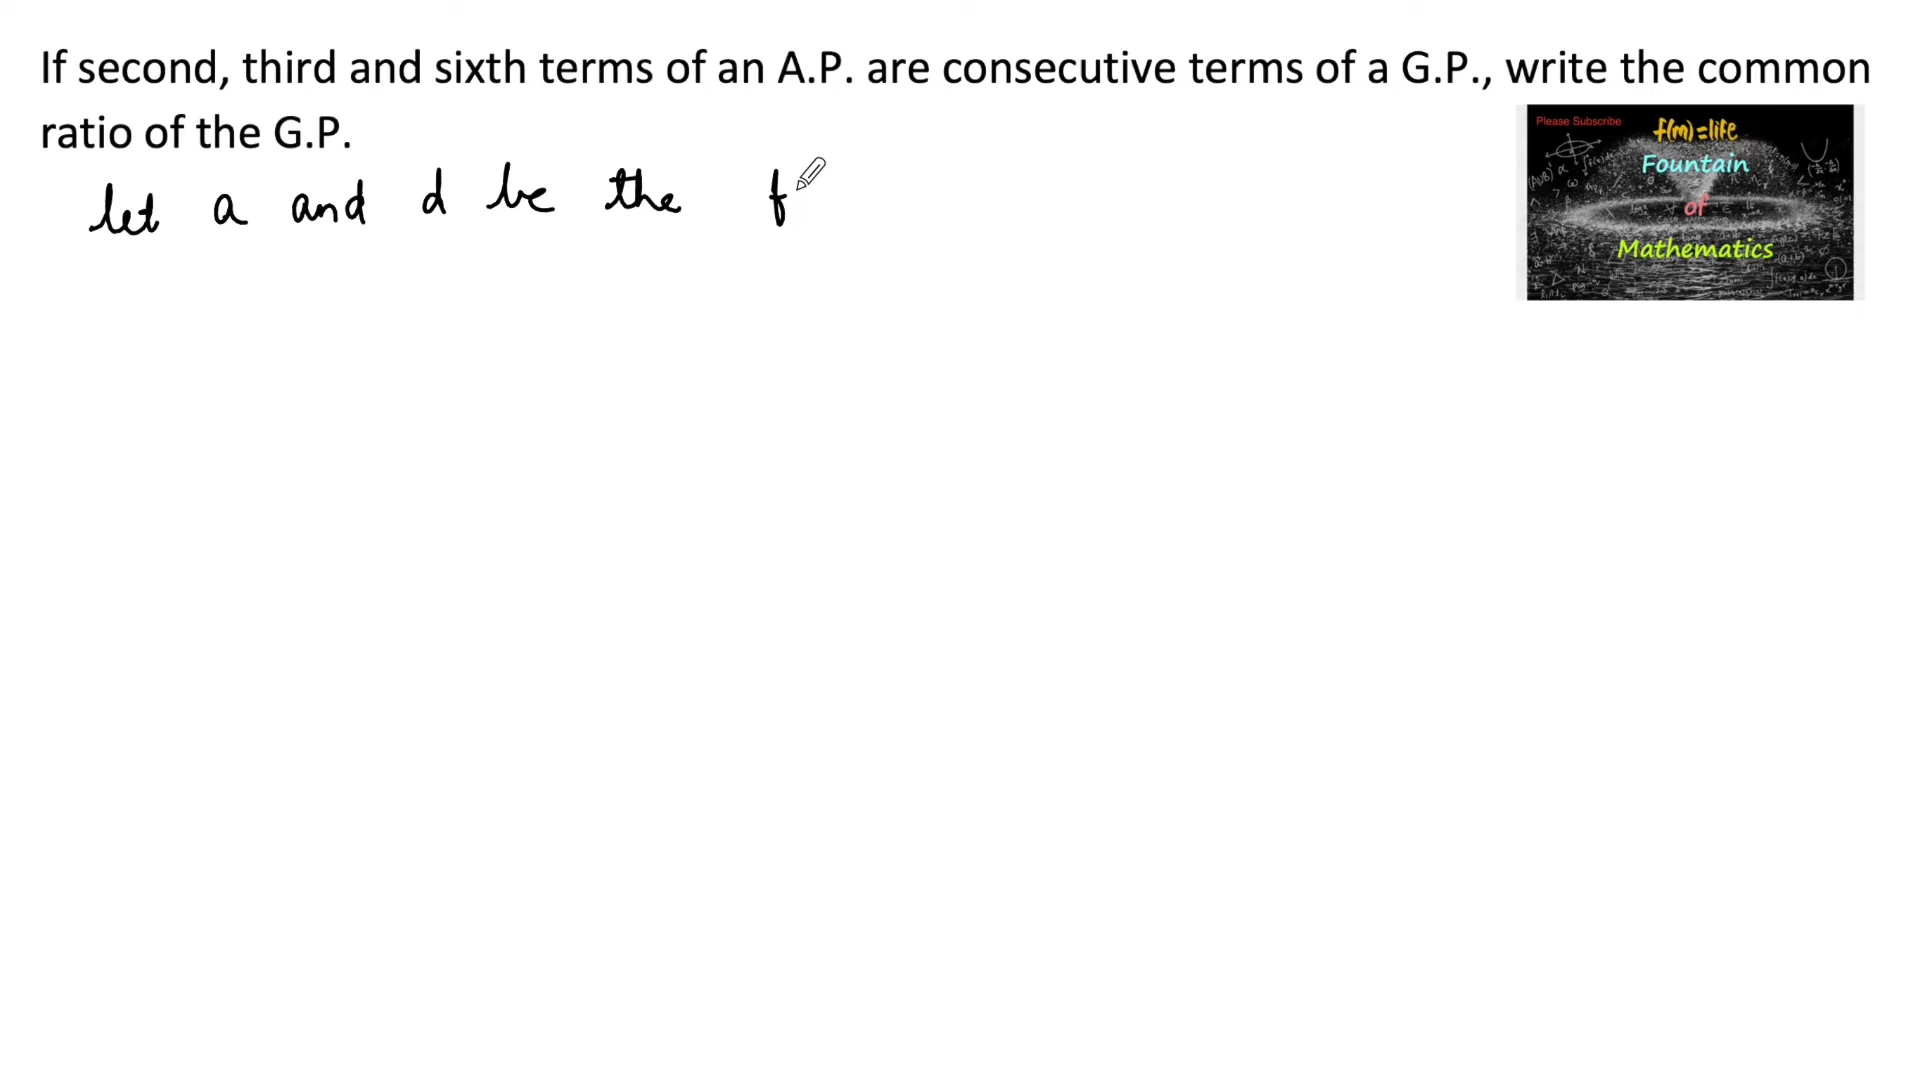 If second, third and sixth terms of an A.P. are consecutive terms of a G.P., write the common
ratio of the G.P.
let a and d be the f
Please Subscribe
f(m)=life
Fountain
of
Mathematics